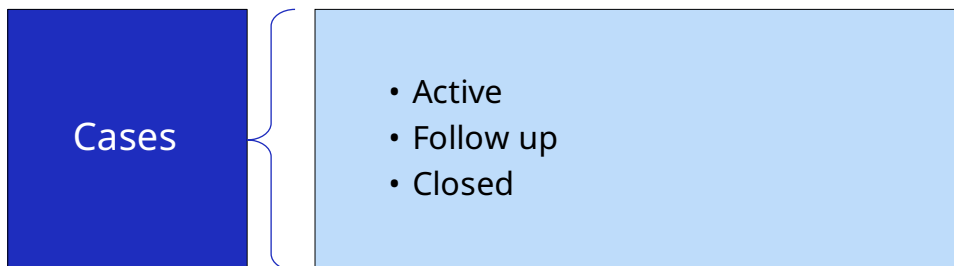 Cases
• Active
• Follow up
• Closed